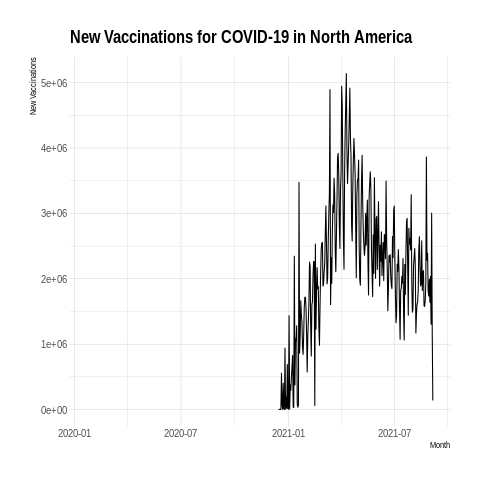 New Vaccinations for COVID-19 in North America
New Vaccinations
5e+06
4e+06
3e+06
2e+06
1e+06
0e+00
2020-01 2020-07 2021-01 2021-07
Month